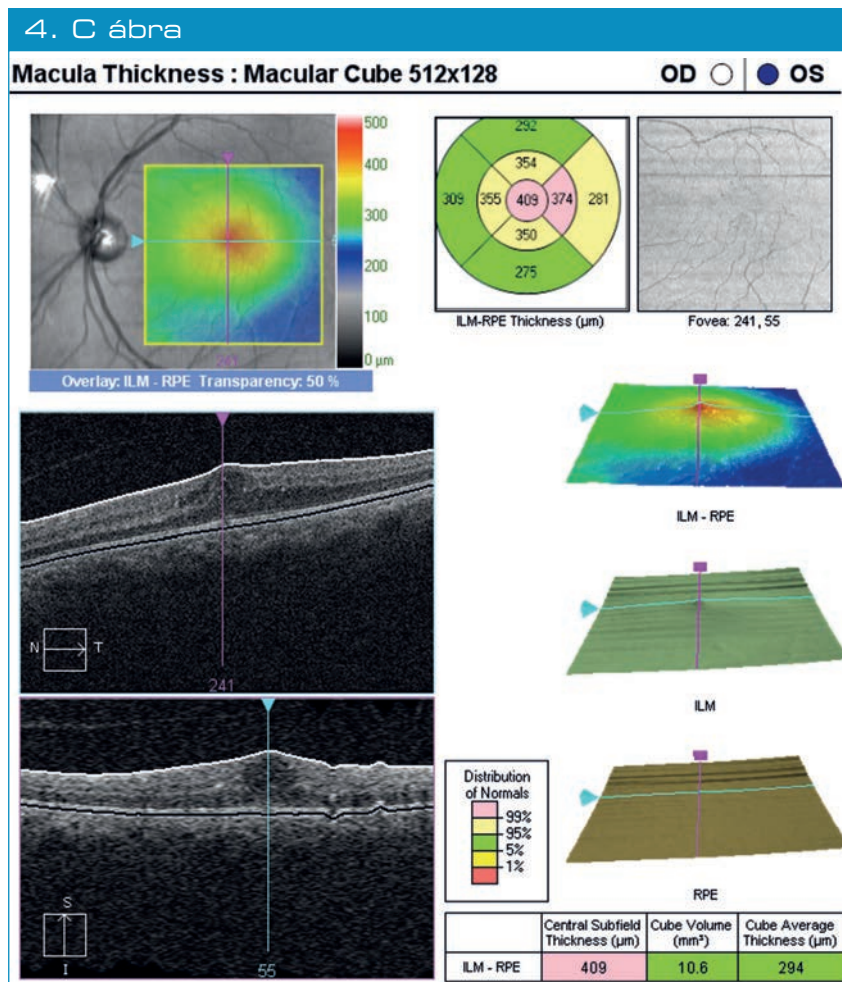 4. C ábra
Macula Thickness : Macular Cube 512x128
OD OS
500
400
300
200
100
0 µm
241
Overlay: ILM - RPE Transparency: 50 %
292
354
309 355 409 374 281
350
275
ILM-RPE Thickness (µm)
Fovea: 241, 55
ILM - RPE
N T
241
ILM
S
I
55
Distribution
of Normals
99%
95%
5%
1%
RPE
Central Subfield Thickness (µm) Cube Volume (mm³) Cube Average Thickness (µm)
ILM - RPE 409 10.6 294